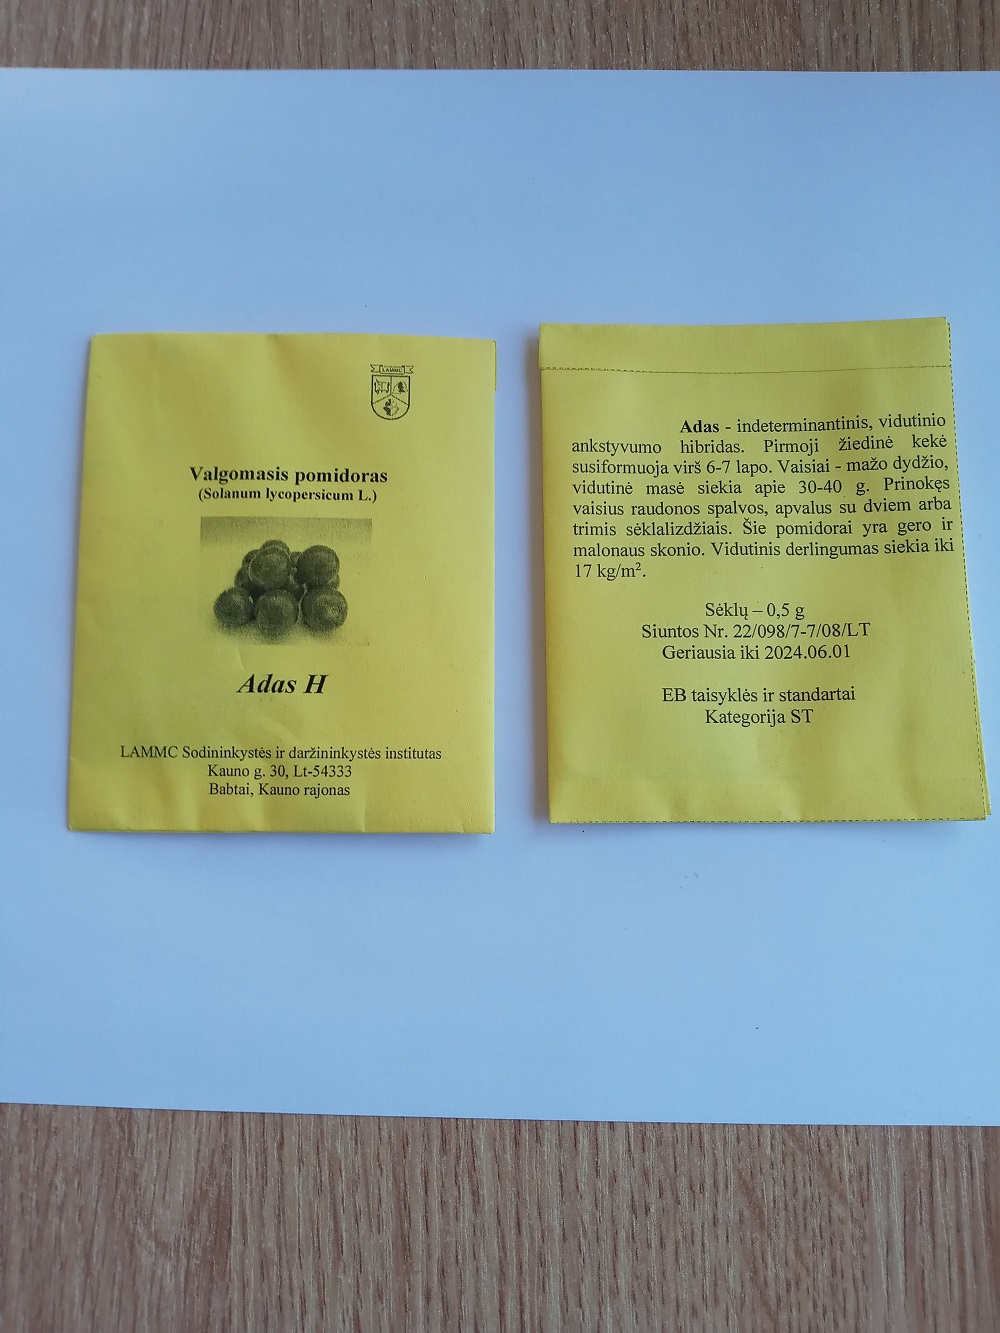 LAMMC
Valgomasis pomidoras
(Solanum lycopersicum L.)
Adas H
LAMMC Sodininkystės ir daržininkystės institutas
Kauno g. 30, Lt-54333
Babtai, Kauno rajonas
Adas - indeterminantinis, vidutinio
ankstyvumo hibridas. Pirmoji žiedinė kekė
susiformuoja virš 6-7 lapo. Vaisiai - mažo dydžio,
vidutinė masė siekia apie 30-40 g. Prinokęs
vaisius raudonos spalvos, apvalus su dviem arba
trimis sėklalizdžiais. Šie pomidorai yra gero ir
malonaus skonio. Vidutinis derlingumas siekia iki
17 kg/m².
Sėklų – 0,5 g
Siuntos Nr. 22/098/7-7/08/LT
Geriausia iki 2024.06.01
EB taisyklės ir standartai
Kategorija ST